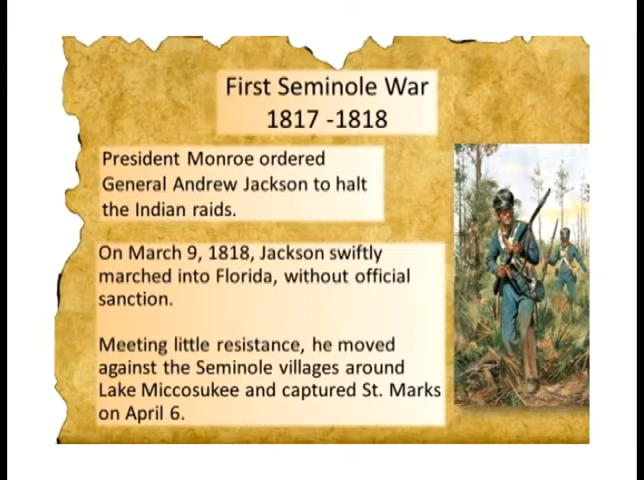 First Seminole War
1817 -1818
President Monroe ordered
General Andrew Jackson to halt
the Indian raids.
On March 9, 1818, Jackson swiftly
marched into Florida, without official
sanction.
Meeting little resistance, he moved
against the Seminole villages around
Lake Miccosukee and captured St. Marks
on April 6.